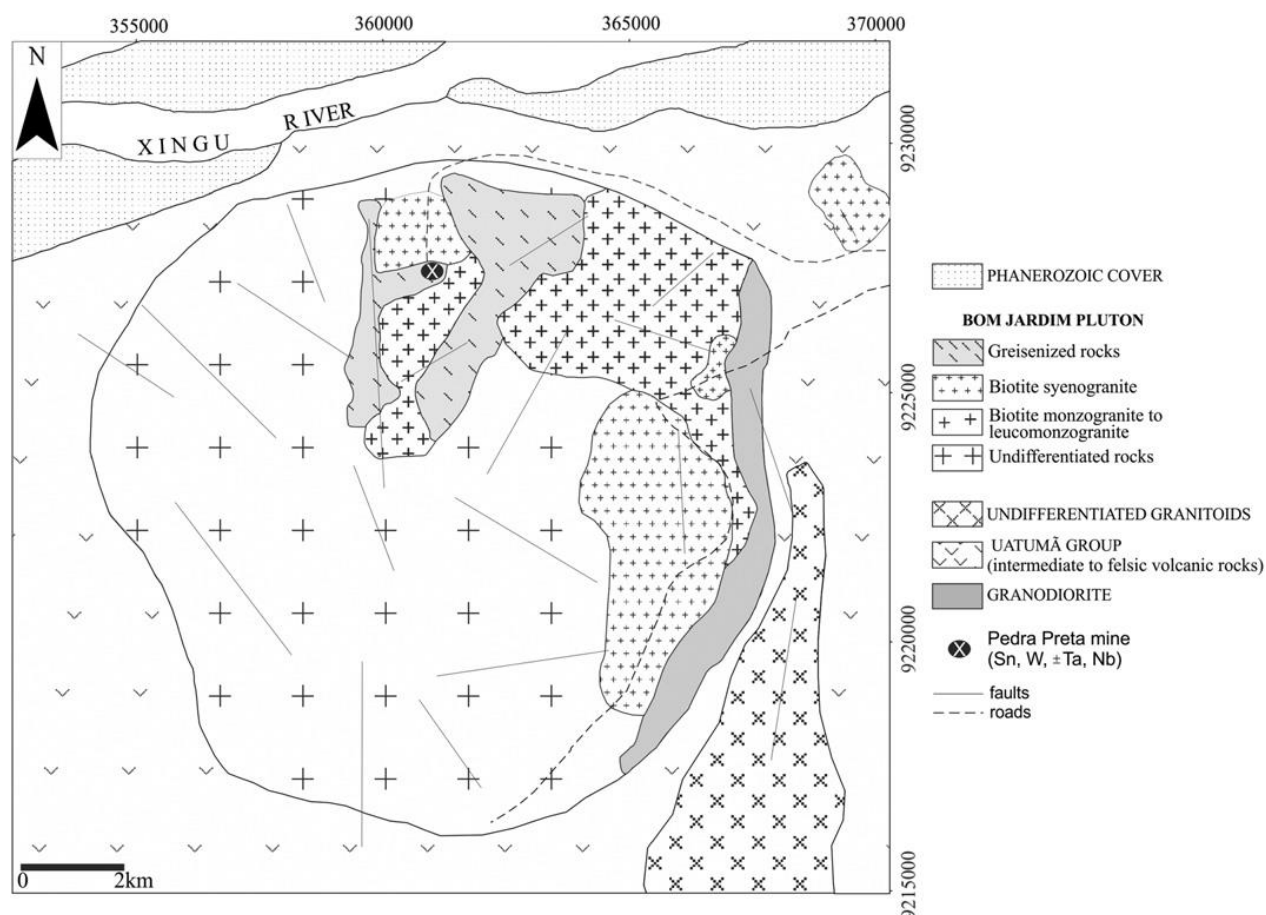 355000 360000 365000 370000
N
XINGU RIVER
9230000
9225000
9220000
9215000
0 2km
PHANEROZOIC COVER
BOM JARDIM PLUTON
Greisenized rocks
Biotite syenogranite
Biotite monzogranite to
leucomonzogranite
Undifferentiated rocks
UNDIFFERENTIATED GRANITOIDS
UATUMÃ GROUP
(intermediate to felsic volcanic rocks)
GRANODIORITE
X
Pedra Preta mine
(Sn, W, ±Ta, Nb)
faults
roads